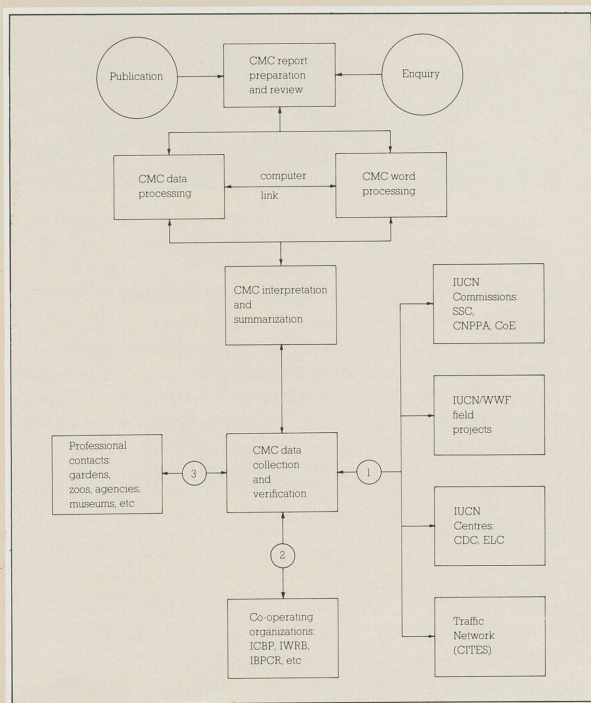 Publication
CMC report
preparation
and review
Enquiry
CMC data
processing
computer
link
CMC word
processing
CMC interpretation
and
summarization
IUCN
Commissions:
SSC,
CNPPA, CoE
IUCN/WWF
field
projects
Professional
contacts:
gardens,
zoos, agencies,
museums, etc
3
CMC data
collection
and
verification
1
IUCN
Centres:
CDC, ELC
2
Co-operating
organizations:
ICBP, IWRB,
IBPCR, etc
Traffic
Network
(CITES)